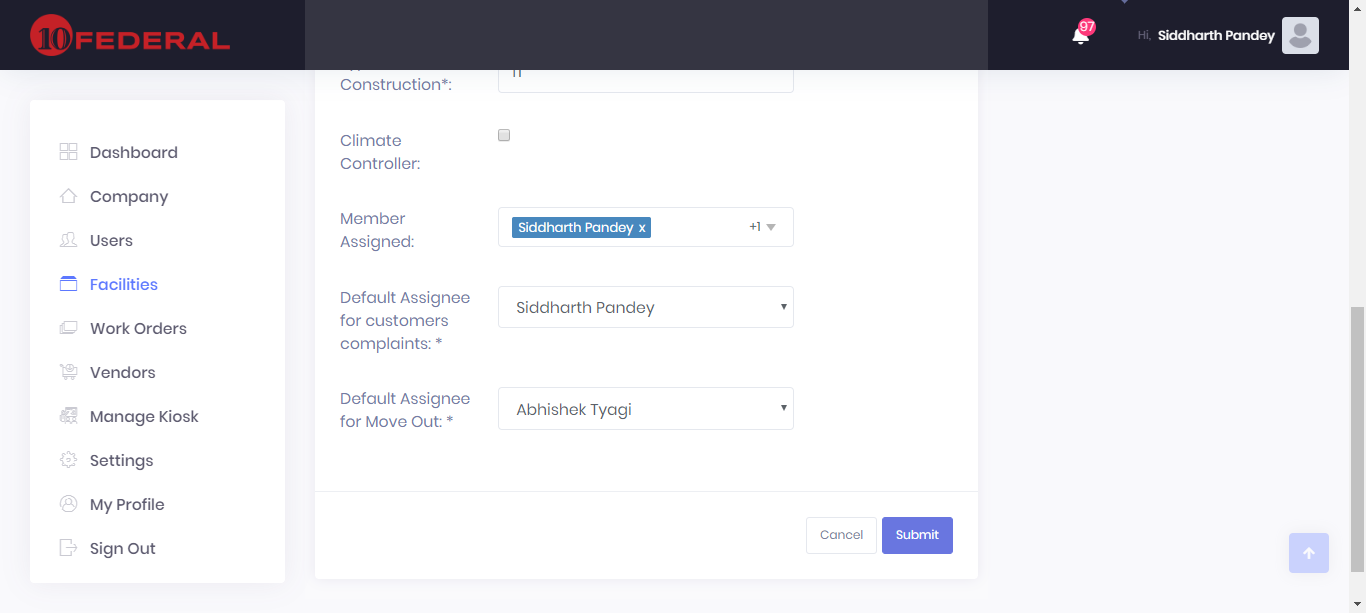 10 FEDERAL
97
Hi, Siddharth Pandey
Dashboard
Company
Users
Facilities
Work Orders
Vendors
Manage Kiosk
Settings
My Profile
Sign Out
Construction*:
Climate
Controller:
Member
Assigned:
Siddharth Pandey x +1
Default Assignee
for customers
complaints: *
Siddharth Pandey
Default Assignee
for Move Out: *
Abhishek Tyagi
Cancel Submit